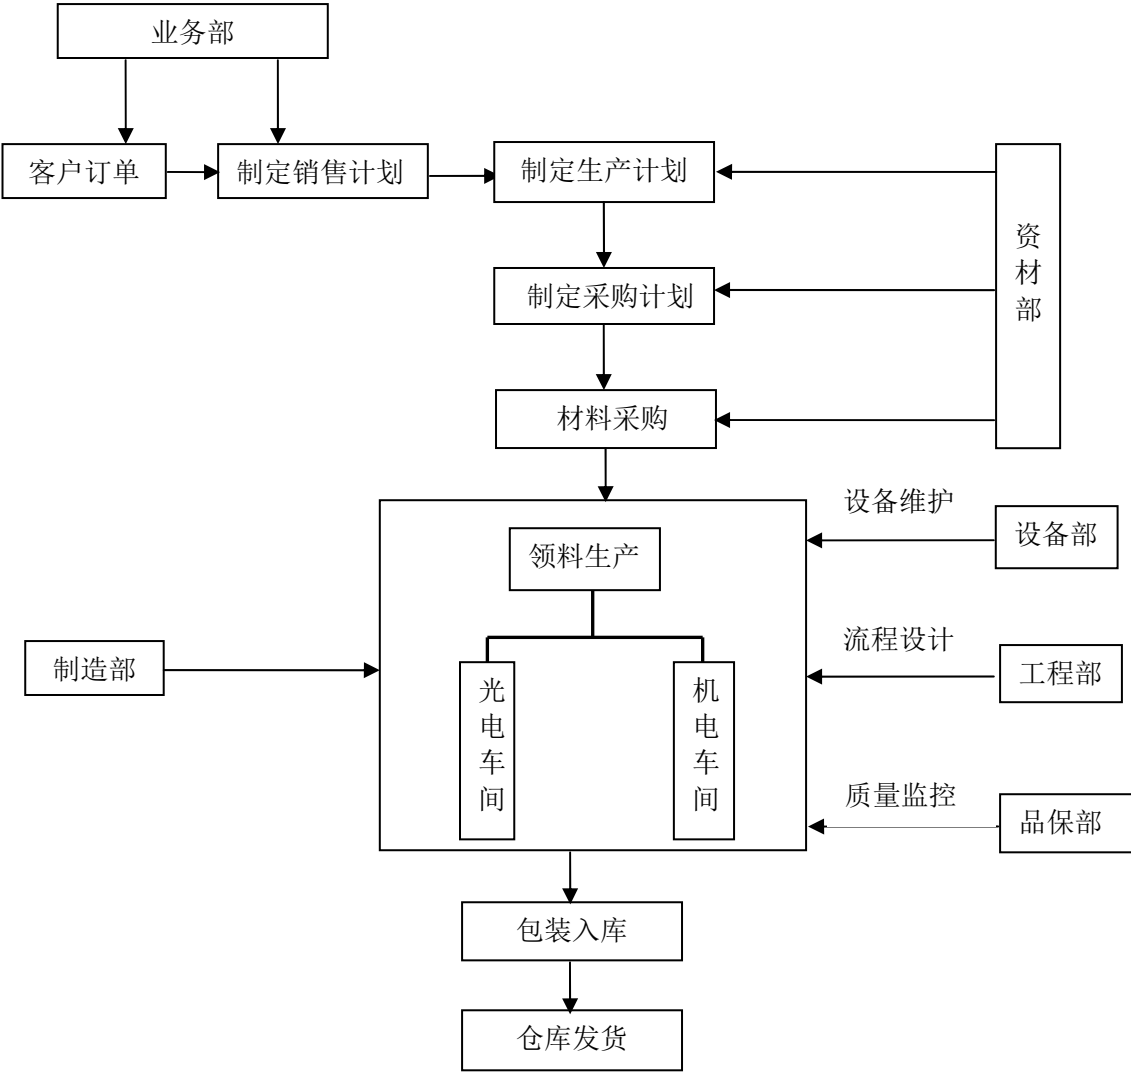 业务部
客户订单
制定销售计划
制定生产计划
资材部
制定采购计划
材料采购
设备维护
设备部
领料生产
流程设计
工程部
制造部
光电车间
机电车间
质量监控
品保部
包装入库
仓库发货